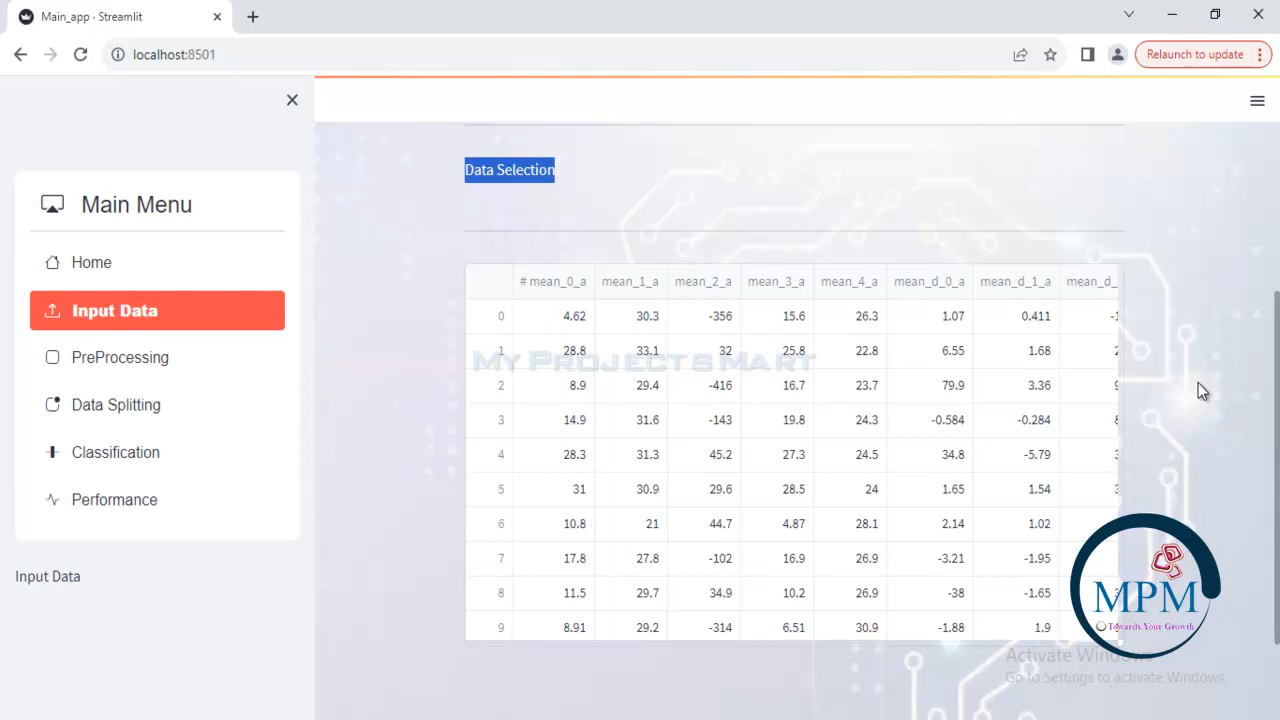 Main_app · Streamlit
localhost:8501
Relaunch to update
Main Menu
Home
Input Data
PreProcessing
Data Splitting
Classification
Performance
Input Data
Data Selection
# mean_0_a mean_1_a mean_2_a mean_3_a mean_4_a mean_d_0_a mean_d_1_a mean_d_
0 4.62 30.3 -356 15.6 26.3 1.07 0.411
1 28.8 33.1 32 25.8 22.8 6.55 1.68
2 8.9 29.4 -416 16.7 23.7 79.9 3.36
3 14.9 31.6 -143 19.8 24.3 -0.584 -0.284
4 28.3 31.3 45.2 27.3 24.5 34.8 -5.79
5 31 30.9 29.6 28.5 24 1.65 1.54
6 10.8 21 44.7 4.87 28.1 2.14 1.02
7 17.8 27.8 -102 16.9 26.9 -3.21 -1.95
8 11.5 29.7 34.9 10.2 26.9 -38 -1.65
9 8.91 29.2 -314 6.51 30.9 -1.88 1.9
My Projects Mart
MPM
Towards Your Growth
Activate Windows
Go to Settings to activate Windows.